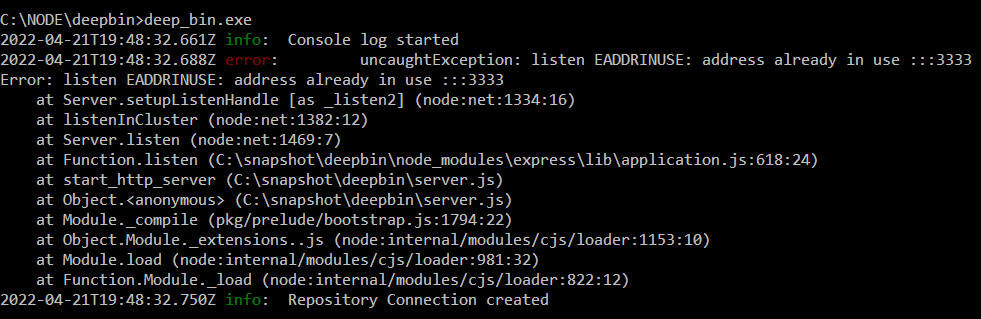 C:\NODE\deepbin>deep_bin.exe
2022-04-21T19:48:32.661Z info:  Console log started
2022-04-21T19:48:32.688Z error:         uncaughtException: listen EADDRINUSE: address already in use :::3333
Error: listen EADDRINUSE: address already in use :::3333
    at Server.setupListenHandle [as _listen2] (node:net:1334:16)
    at listenInCluster (node:net:1382:12)
    at Server.listen (node:net:1469:7)
    at Function.listen (C:\snapshot\deepbin\node_modules\express\lib\application.js:618:24)
    at start_http_server (C:\snapshot\deepbin\server.js)
    at Object.<anonymous> (C:\snapshot\deepbin\server.js)
    at Module._compile (pkg/prelude/bootstrap.js:1794:22)
    at Object.Module._extensions..js (node:internal/modules/cjs/loader:1153:10)
    at Module.load (node:internal/modules/cjs/loader:981:32)
    at Function.Module._load (node:internal/modules/cjs/loader:822:12)
2022-04-21T19:48:32.750Z info:  Repository Connection created